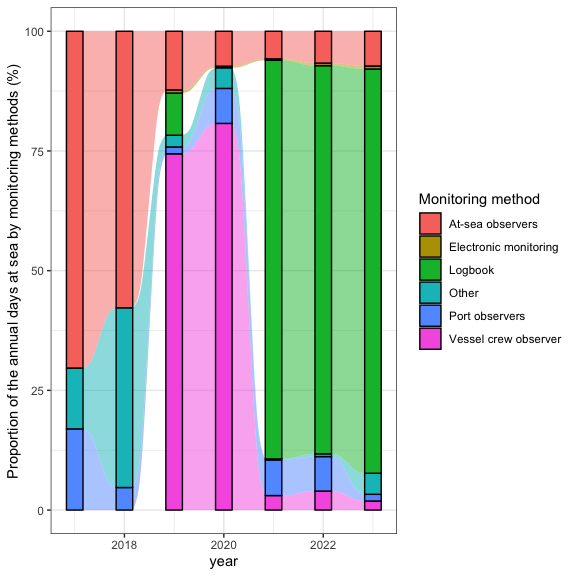 Proportion of the annual days at sea by monitoring methods (%)
100
75
50
25
0
2018
2020
2022
year
Monitoring method
At-sea observers
Electronic monitoring
Logbook
Other
Port observers
Vessel crew observer